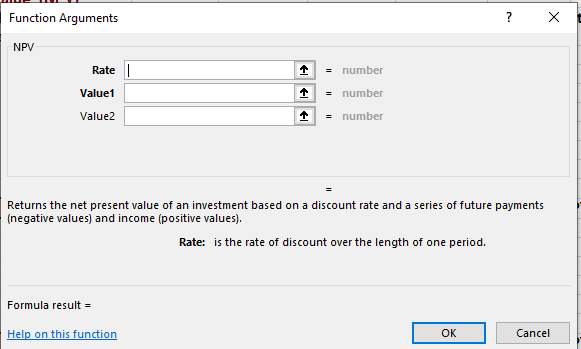 Function Arguments ? ×
NPV
Rate = number
Value1 = number
Value2 = number
=
Returns the net present value of an investment based on a discount rate and a series of future payments
(negative values) and income (positive values).
Rate: is the rate of discount over the length of one period.
Formula result =
Help on this function OK Cancel